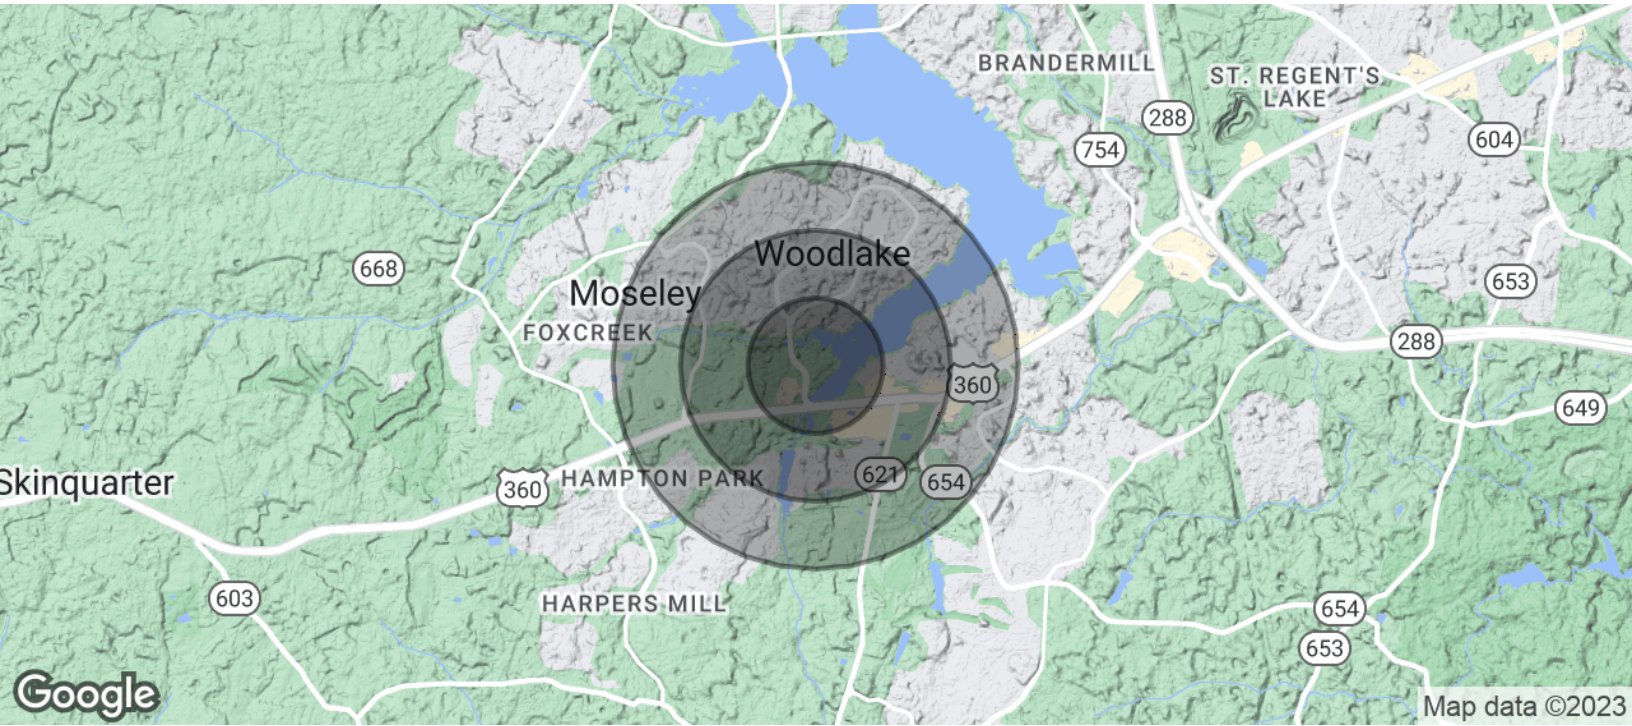 BRANDERMILL
ST. REGENT'S
LAKE
288
604
754
Woodlake
668
Moseley
653
FOXCREEK
288
360
649
HAMPTON PARK
621
654
Skinquarter
360
603
HARPERS MILL
654
653
Google
Map data ©2023